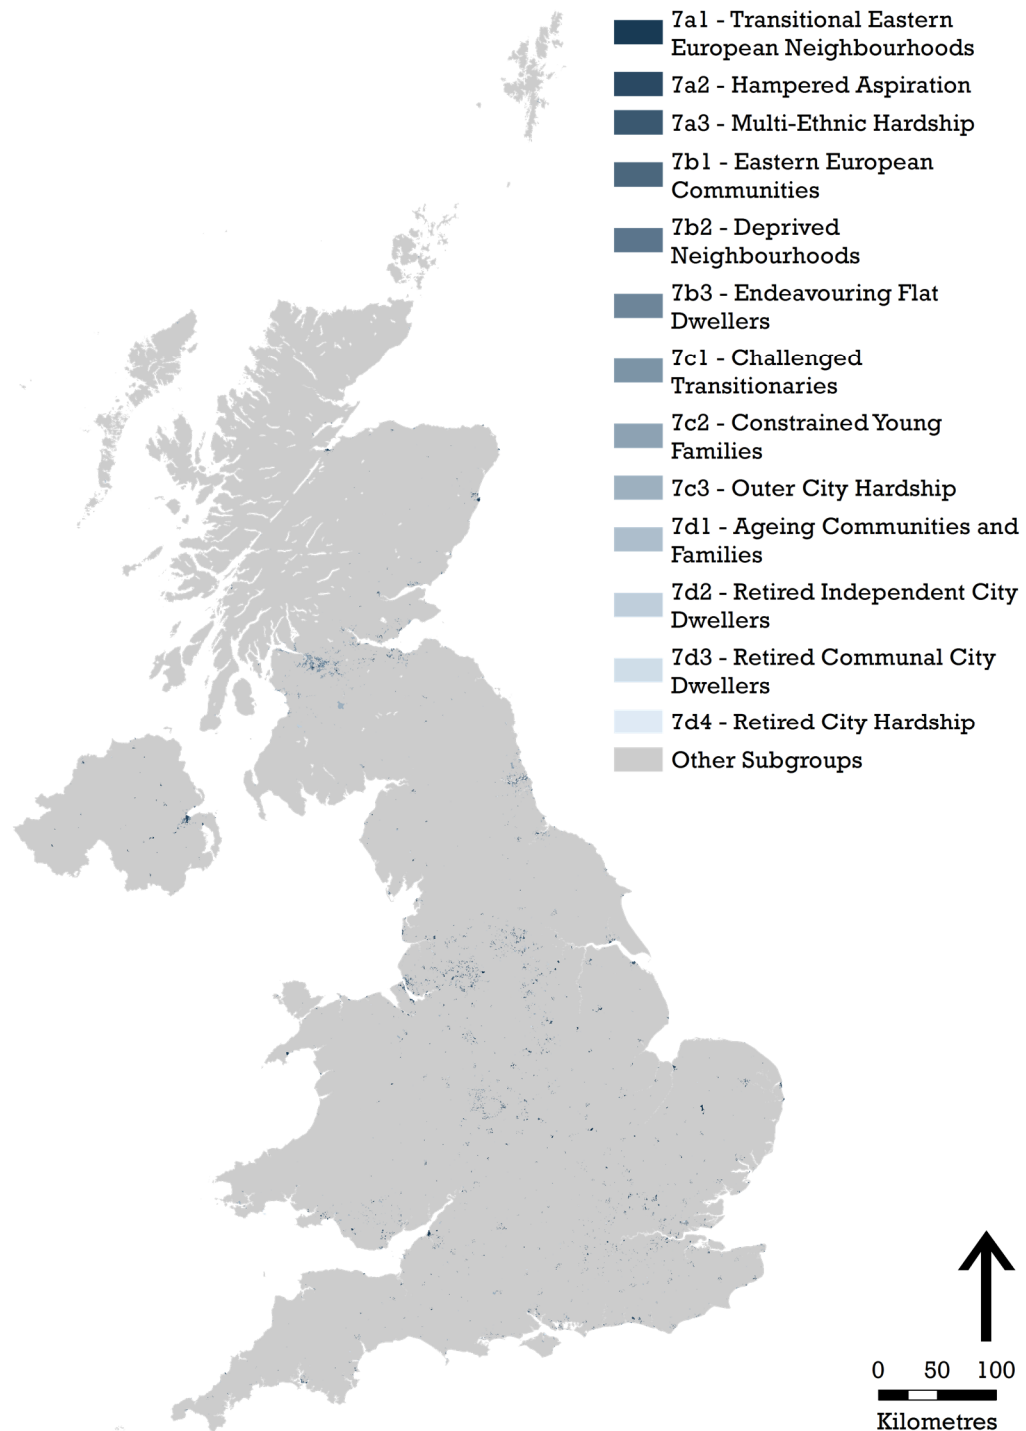 7a1 - Transitional Eastern
European Neighbourhoods
7a2 - Hampered Aspiration
7a3 - Multi-Ethnic Hardship
7b1 - Eastern European
Communities
7b2 - Deprived
Neighbourhoods
7b3 - Endeavouring Flat
Dwellers
7c1 - Challenged
Transitionaries
7c2 - Constrained Young
Families
7c3 - Outer City Hardship
7d1 - Ageing Communities and
Families
7d2 - Retired Independent City
Dwellers
7d3 - Retired Communal City
Dwellers
7d4 - Retired City Hardship
Other Subgroups
0 50 100
Kilometres